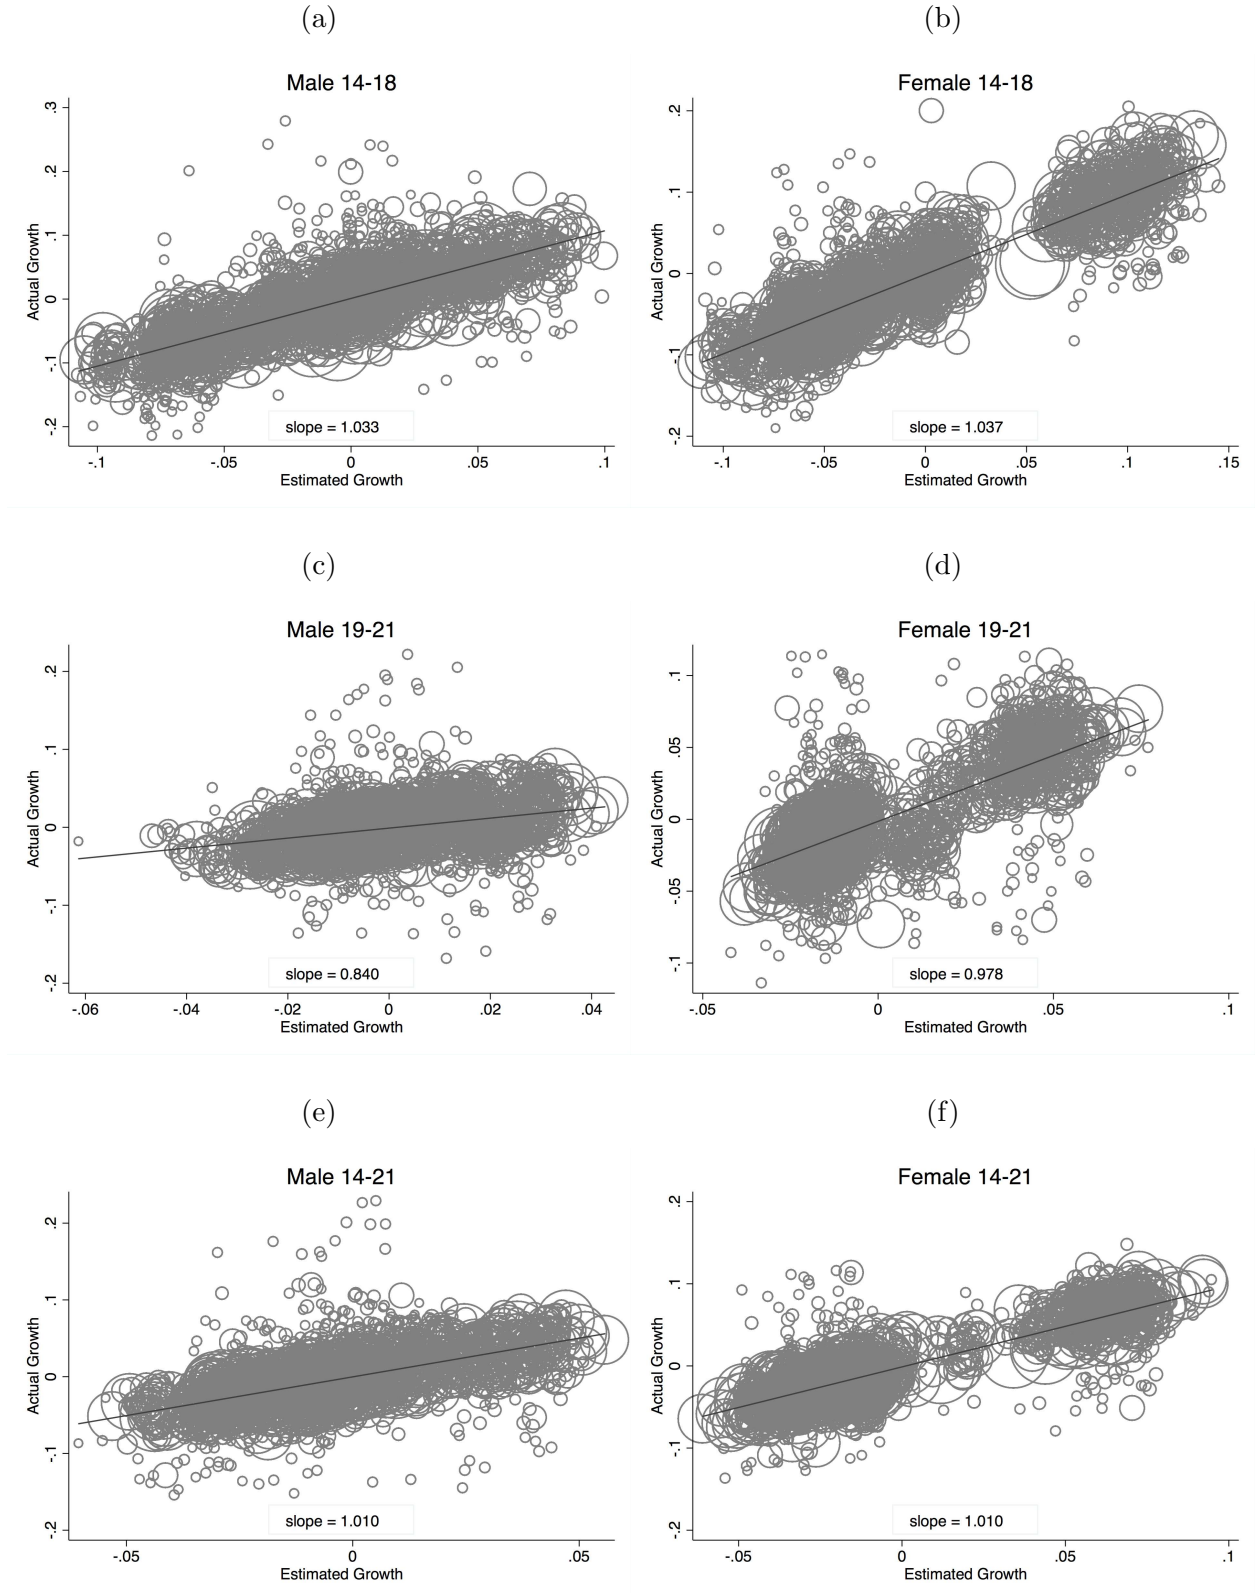 (a)
(b)
Male 14-18
Female 14-18
.3
.2
.1
0
-.1
-.2
Actual Growth
-.1
-.05
0
.05
.1
Estimated Growth
slope = 1.033
.2
.1
0
-.1
-.2
Actual Growth
-.1
-.05
0
.05
.1
.15
Estimated Growth
slope = 1.037
(c)
(d)
Male 19-21
Female 19-21
.2
.1
0
-.1
-.2
Actual Growth
-.06
-.04
-.02
0
.02
.04
Estimated Growth
slope = 0.840
.1
.05
0
-.05
-.1
Actual Growth
-.05
0
.05
.1
Estimated Growth
slope = 0.978
(e)
(f)
Male 14-21
Female 14-21
.2
.1
0
-.1
-.2
Actual Growth
-.05
0
.05
Estimated Growth
slope = 1.010
.2
.1
0
-.1
-.2
Actual Growth
-.05
0
.05
.1
Estimated Growth
slope = 1.010